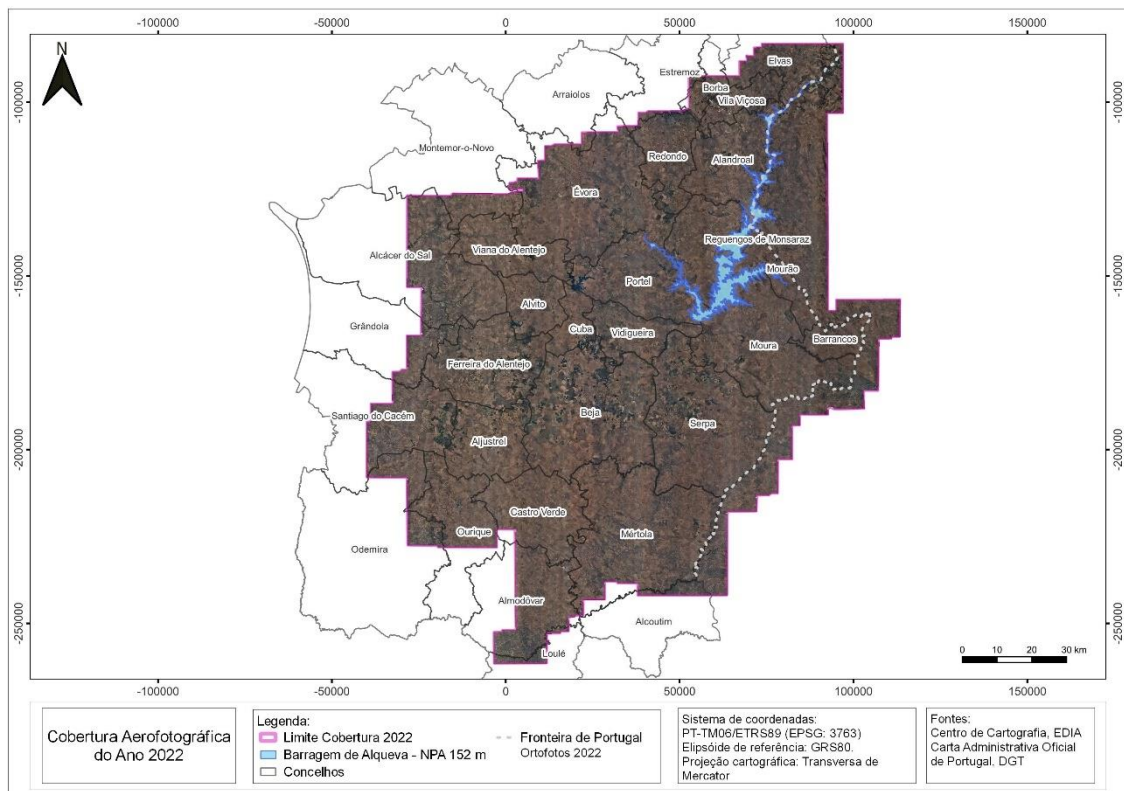 -100000
-50000
0
50000
100000
150000
N
-100000
-150000
-200000
-250000
-100000
-150000
-200000
-250000
Elvas
Estremoz
Borba
Vila Viçosa
Arraiolos
Montemor-o-Novo
Redondo
Alandroal
Évora
Reguengos de Monsaraz
Viana do Alentejo
Alcácer do Sal
Mourão
Portel
Alvito
Grândola
Cuba
Vidigueira
Barrancos
Moura
Ferreira do Alentejo
Santiago do Cacém
Beja
Serpa
Aljustrel
Castro Verde
Ourique
Mértola
Odemira
Almodôvar
Alcoutim
Loulé
0 10 20 30 km
-100000
-50000
0
50000
100000
150000
Cobertura Aerofotográfica
do Ano 2022
Legenda:
Limite Cobertura 2022
Barragem de Alqueva - NPA 152 m
Concelhos
Fronteira de Portugal
Ortofotos 2022
Sistema de coordenadas:
PT-TM06/ETRS89 (EPSG: 3763)
Elipsóide de referência: GRS80.
Projeção cartográfica: Transversa de
Mercator
Fontes:
Centro de Cartografia, EDIA
Carta Administrativa Oficial
de Portugal. DGT